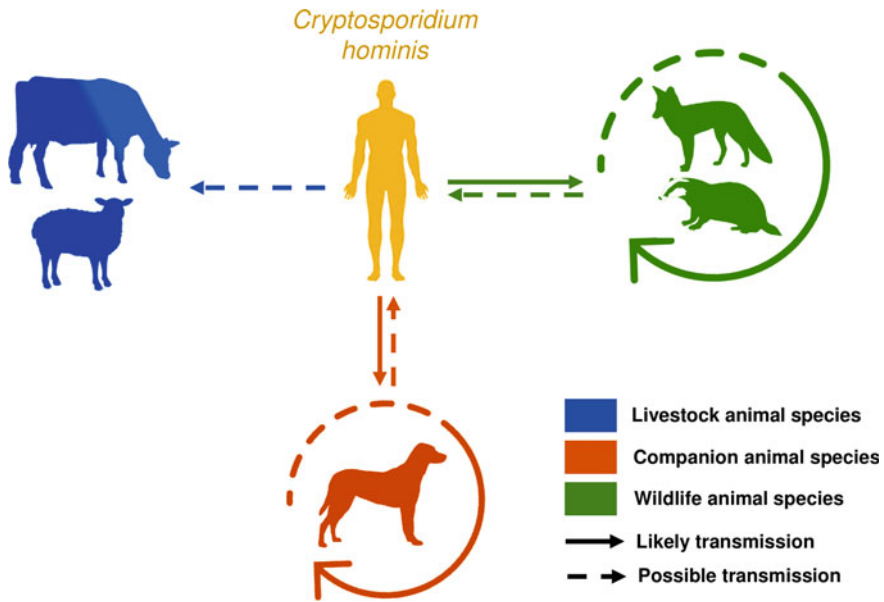 Cryptosporidium
hominis
Livestock animal species
Companion animal species
Wildlife animal species
Likely transmission
Possible transmission